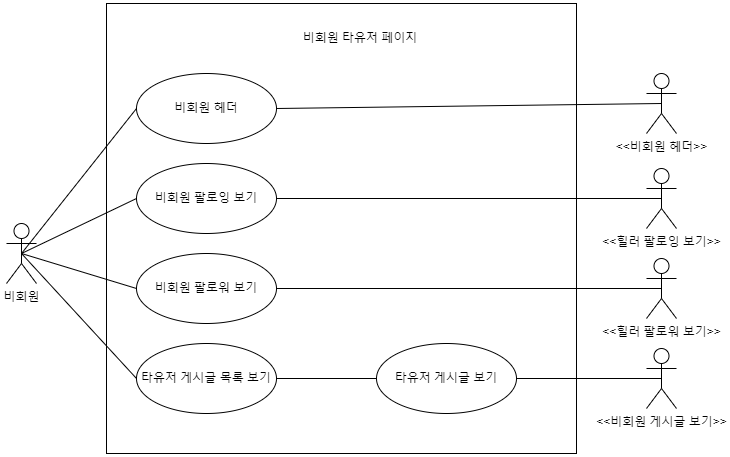 비회원 타유저 페이지
비회원 헤더
<<비회원 헤더>>
비회원 팔로잉 보기
<<힐러 팔로잉 보기>>
비회원
비회원 팔로워 보기
<<힐러 팔로워 보기>>
타유저 게시글 목록 보기
타유저 게시글 보기
<<비회원 게시글 보기>>